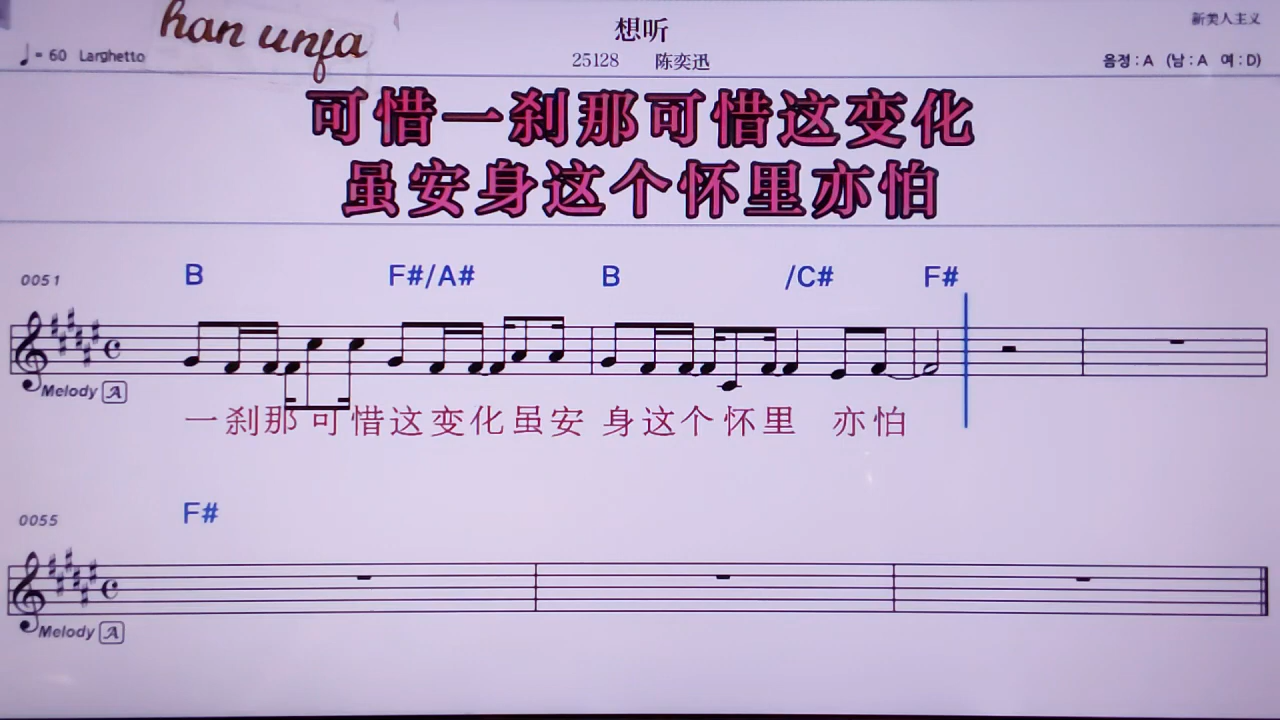 han unfa
想听
新美人主义
♩= 60 Larghetto
25128 陈奕迅
음정 : A (남 : A 여 : D)
可惜一刹那可惜这变化
虽安身这个怀里亦怕
0051 B F#/A# B /C# F#
Melody A
一刹那可惜这变化虽安 身这个怀里 亦怕
0055 F#
Melody A